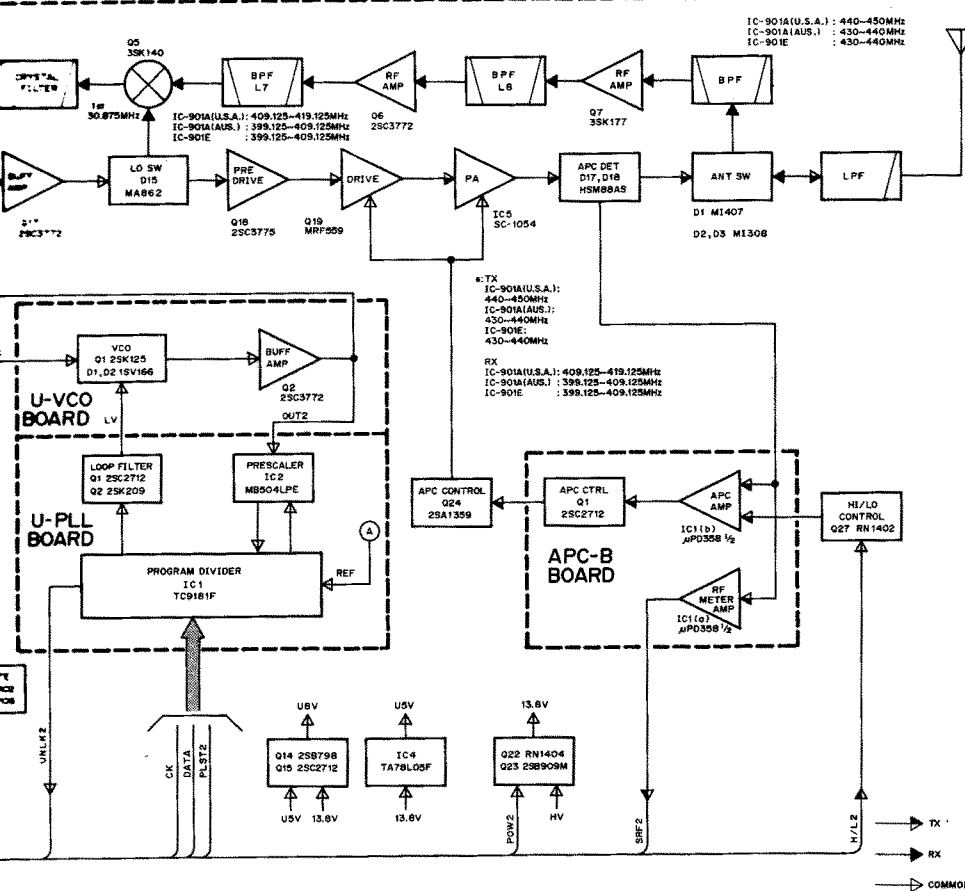 IC-901A(U.S.A.) : 440~450MHz
IC-901A(AUS.) : 430~440MHz
IC-901E : 430~440MHz
Q5
3SK140
CRYSTAL
FILTER
1st
30.875MHz
BPF
L7
RF
AMP
Q6
2SC3772
BPF
L6
RF
AMP
Q7
3SK177
BPF
IC-901A(U.S.A.): 409.125~419.125MHz
IC-901A(AUS.) : 399.125~409.125MHz
IC-901E : 399.125~409.125MHz
BUFF
AMP
2SC3772
LO SW
D15
MA862
PRE
DRIVE
Q18
2SC3775
DRIVE
Q19
MRF559
PA
IC5
SC-1054
APC DET
D17, D18
HSM88AS
ANT SW
D1 MI407
D2, D3 MI308
LPF
*: TX
IC-901A(U.S.A.):
440~450MHz
IC-901A(AUS.):
430~440MHz
IC-901E:
430~440MHz
RX
IC-901A(U.S.A.): 409.125~419.125MHz
IC-901A(AUS.) : 399.125~409.125MHz
IC-901E : 399.125~409.125MHz
VCO
Q1 2SK125
D1, D2 1SV166
BUFF
AMP
Q2
2SC3772
U-VCO
BOARD
LV
OUT2
LOOP FILTER
Q1 2SC2712
Q2 2SK209
PRESCALER
IC2
MB504LPE
U-PLL
BOARD
A
REF
PROGRAM DIVIDER
IC1
TC9181F
APC CONTROL
Q24
2SA1359
APC CTRL
Q1
2SC2712
APC
AMP
IC1(b)
µPD358 1/2
HI/LO
CONTROL
Q27 RN1402
APC-B
BOARD
RF
METER
AMP
IC1(a)
µPD358 1/2
UNLK2
CK
DATA
PLST2
U8V
Q14 2SB798
Q15 2SC2712
U5V 13.8V
U5V
IC4
TA78L05F
13.8V
13.8V
Q22 RN1404
Q23 2SB909M
POW2
HV
SRF2
H/L2
TX
RX
COMMON